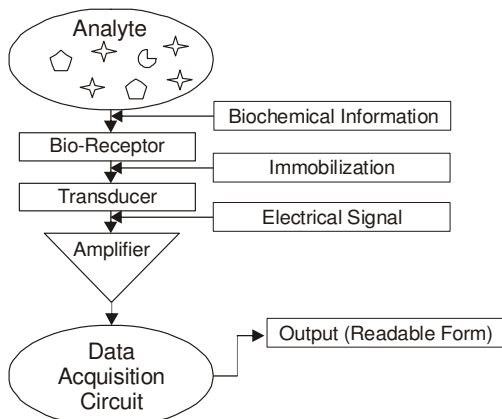 Analyte
Biochemical Information
Bio-Receptor
Immobilization
Transducer
Electrical Signal
Amplifier
Output (Readable Form)
Data
Acquisition
Circuit